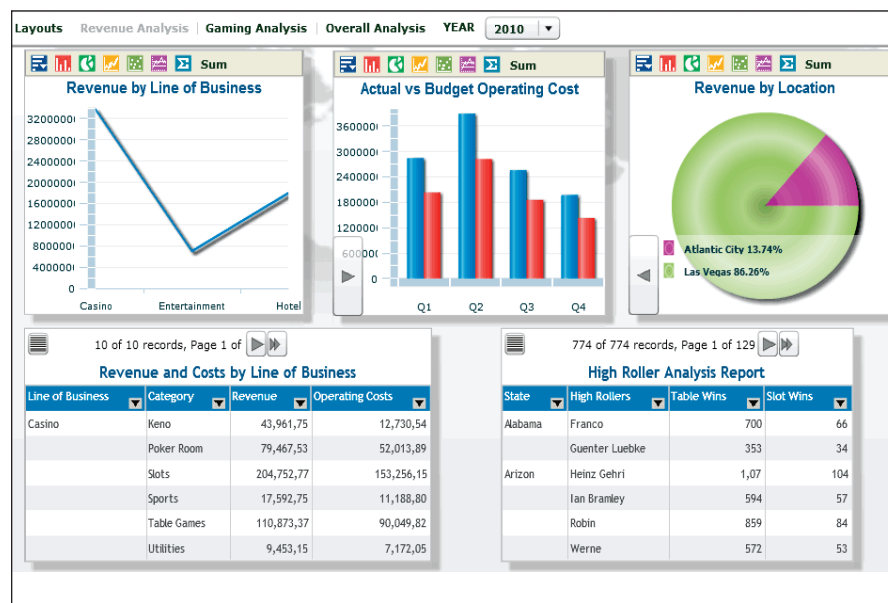 Layouts Revenue Analysis Gaming Analysis Overall Analysis YEAR 2010
Sum
Revenue by Line of Business
3200000(
2800000(
2400000(
2000000(
1600000(
1200000(
800000(
400000(
0
Casino Entertainment Hotel
Sum
Actual vs Budget Operating Cost
3600000(
3000000(
2400000(
1800000(
1200000(
600000(
0
Q1 Q2 Q3 Q4
Sum
Revenue by Location
Atlantic City 13.74%
Las Vegas 86.26%
10 of 10 records, Page 1 of
Revenue and Costs by Line of Business
Line of Business Category Revenue Operating Costs
Casino Keno 43,961,75 12,730,54
Poker Room 79,467,53 52,013,89
Slots 204,752,77 153,256,15
Sports 17,592,75 11,188,80
Table Games 110,873,37 90,049,82
Utilities 9,453,15 7,172,05
774 of 774 records, Page 1 of 129
High Roller Analysis Report
State High Rollers Table Wins Slot Wins
Alabama Franco 700 66
Guenter Luebke 353 34
Arizon Heinz Gehri 1,07 104
Ian Bramley 594 57
Robin 859 84
Werne 572 53